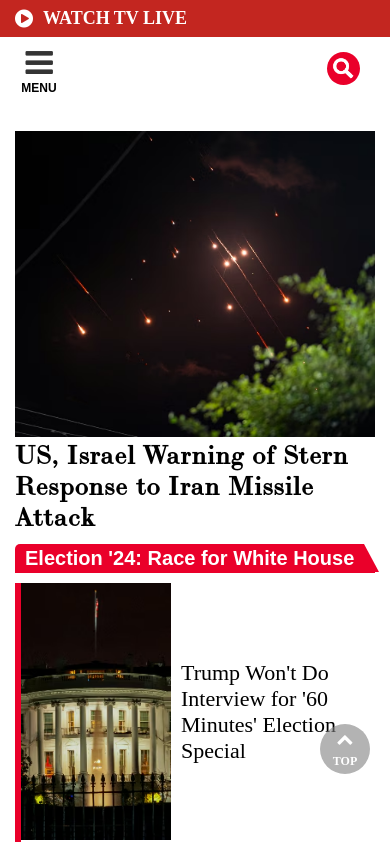 WATCH TV LIVE
MENU
US, Israel Warning of Stern
Response to Iran Missile
Attack
Election '24: Race for White House
Trump Won't Do
Interview for '60
Minutes' Election
Special
TOP